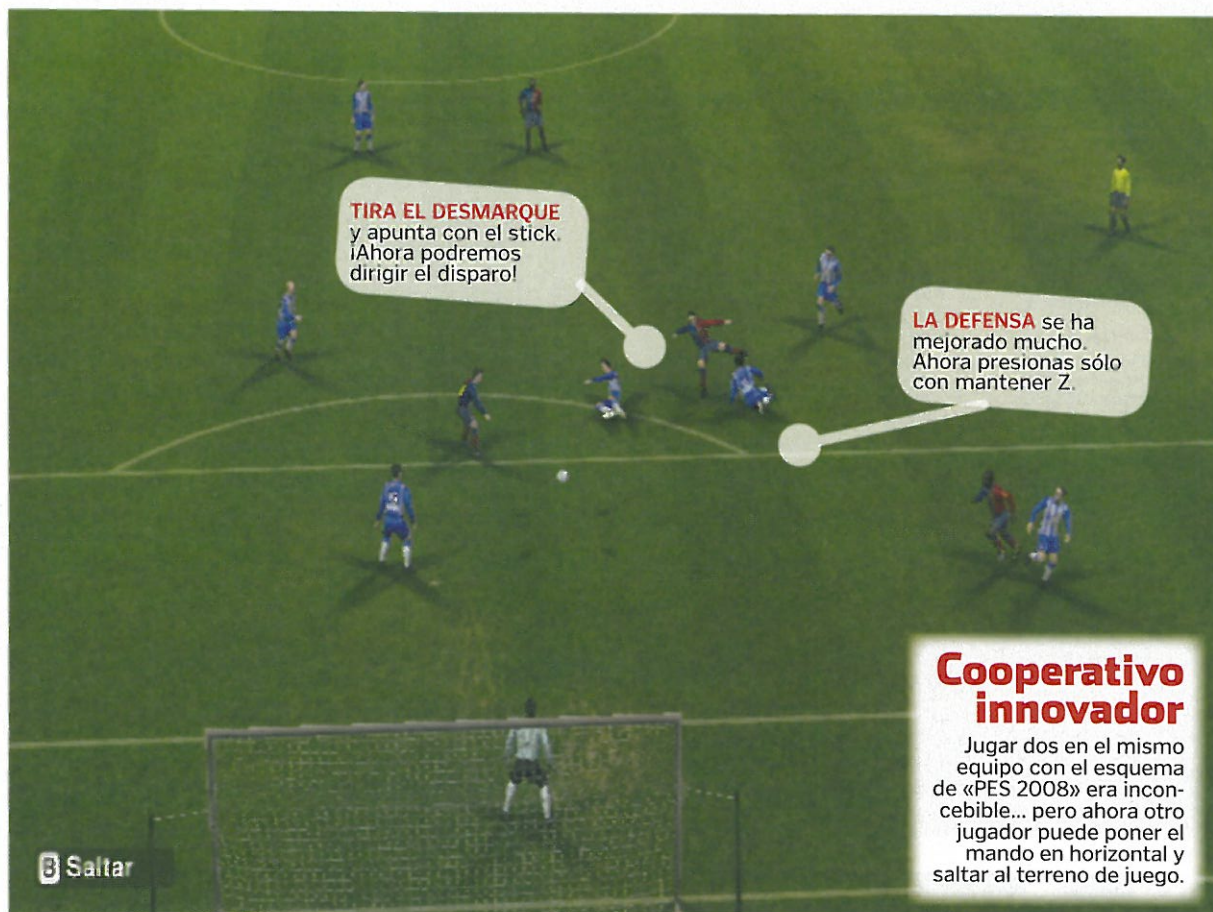 TIRA EL DESMARQUE
y apunta con el stick.
¡Ahora podremos
dirigir el disparo!
LA DEFENSA se ha
mejorado mucho.
Ahora presionas sólo
con mantener Z.
Cooperativo
innovador
Jugar dos en el mismo
equipo con el esquema
de «PES 2008» era incon-
cebible... pero ahora otro
jugador puede poner el
mando en horizontal y
saltar al terreno de juego.
B Saltar